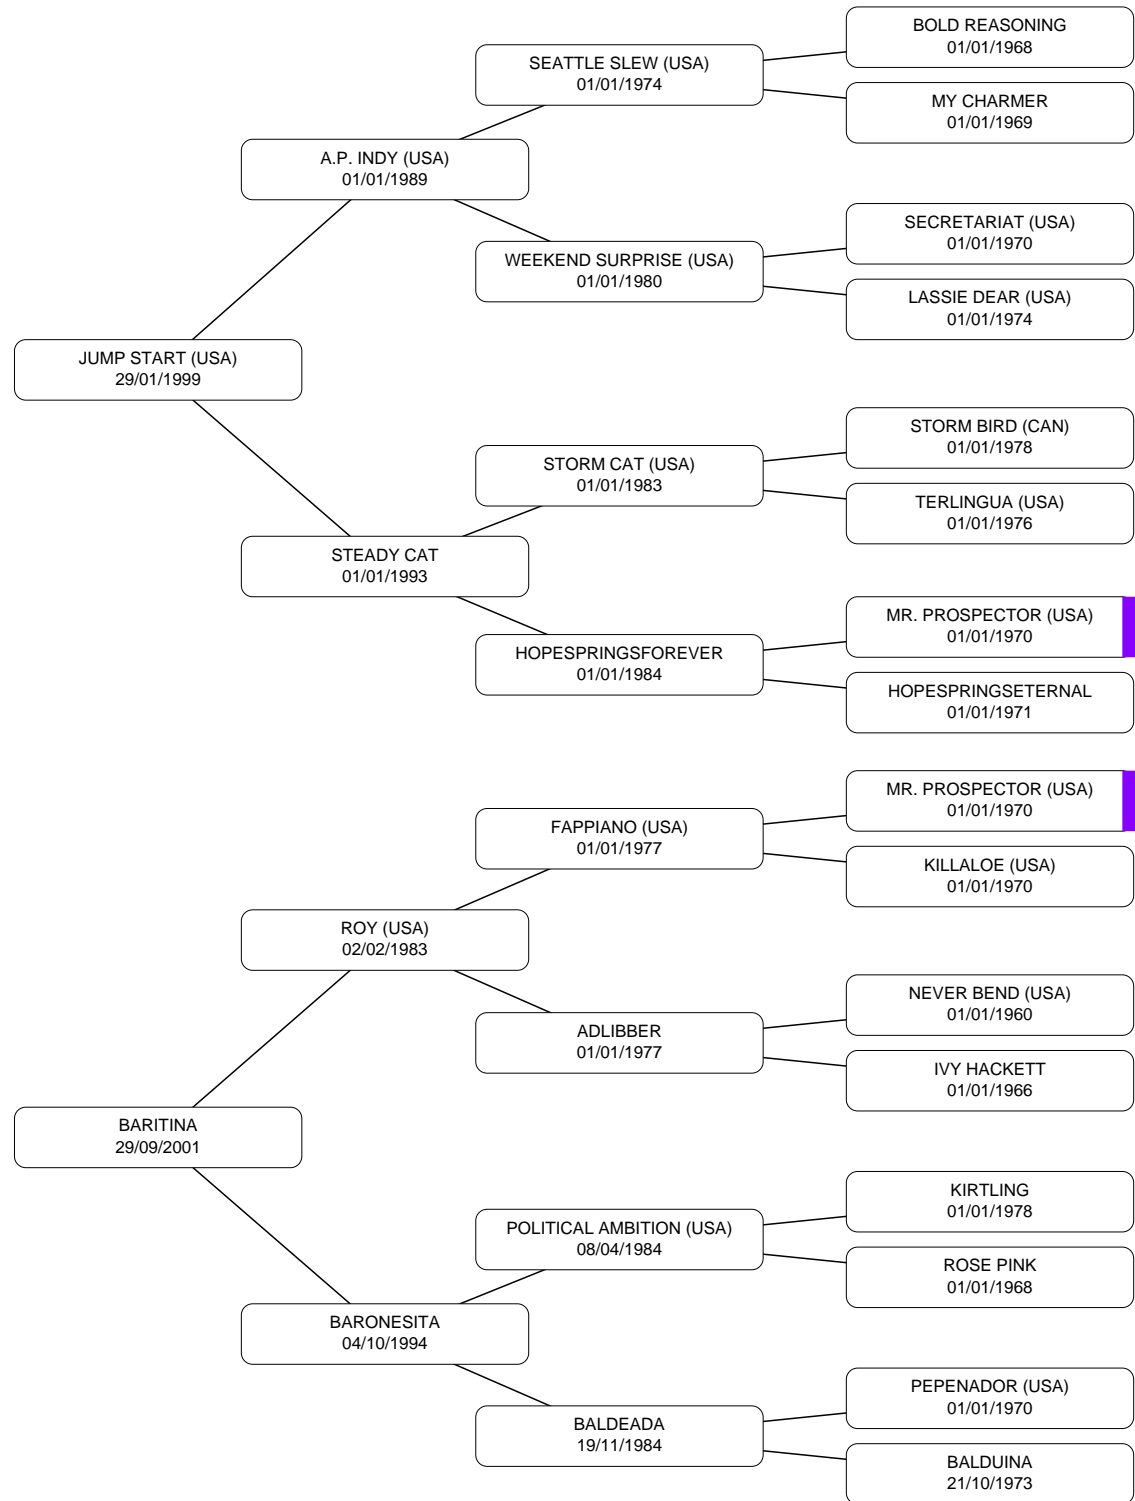 BOLD REASONING
01/01/1968
SEATTLE SLEW (USA)
01/01/1974
MY CHARMER
01/01/1969
A.P. INDY (USA)
01/01/1989
SECRETARIAT (USA)
01/01/1970
WEEKEND SURPRISE (USA)
01/01/1980
LASSIE DEAR (USA)
01/01/1974
JUMP START (USA)
29/01/1999
STORM BIRD (CAN)
01/01/1978
STORM CAT (USA)
01/01/1983
TERLINGUA (USA)
01/01/1976
STEADY CAT
01/01/1993
MR. PROSPECTOR (USA)
01/01/1970
HOPESPRINGSFOREVER
01/01/1984
HOPESPRINGSETERNAL
01/01/1971
MR. PROSPECTOR (USA)
01/01/1970
FAPPIANO (USA)
01/01/1977
KILLALOE (USA)
01/01/1970
ROY (USA)
02/02/1983
NEVER BEND (USA)
01/01/1960
ADLIBBER
01/01/1977
IVY HACKETT
01/01/1966
BARITINA
29/09/2001
KIRTLING
01/01/1978
POLITICAL AMBITION (USA)
08/04/1984
ROSE PINK
01/01/1968
BARONESITA
04/10/1994
PEPENADOR (USA)
01/01/1970
BALDEADA
19/11/1984
BALDUINA
21/10/1973